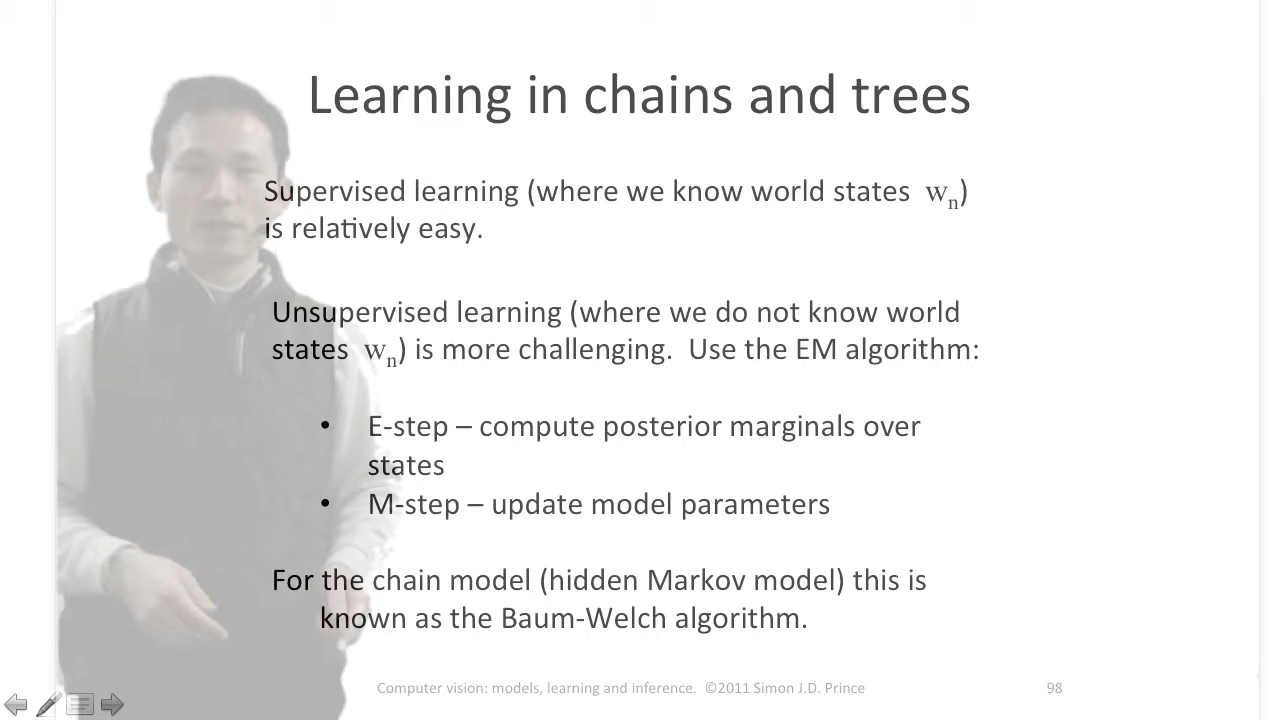 Learning in chains and trees
Supervised learning (where we know world states wn)
is relatively easy.
Unsupervised learning (where we do not know world
states wn) is more challenging. Use the EM algorithm:
• E-step – compute posterior marginals over
states
• M-step – update model parameters
For the chain model (hidden Markov model) this is
known as the Baum-Welch algorithm.
Computer vision: models, learning and inference. ©2011 Simon J.D. Prince
98